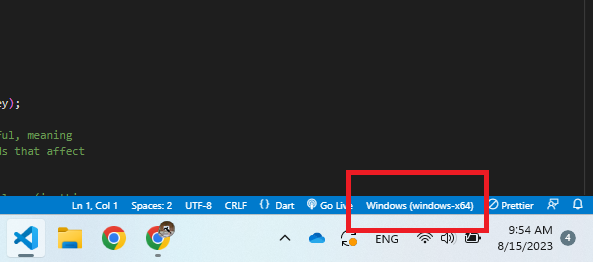 ey);
ful, meaning
ds that affect
Ln 1, Col 1 Spaces: 2 UTF-8 CRLF {} Dart Go Live Windows (windows-x64) Prettier
ENG
9:54 AM
8/15/2023
4